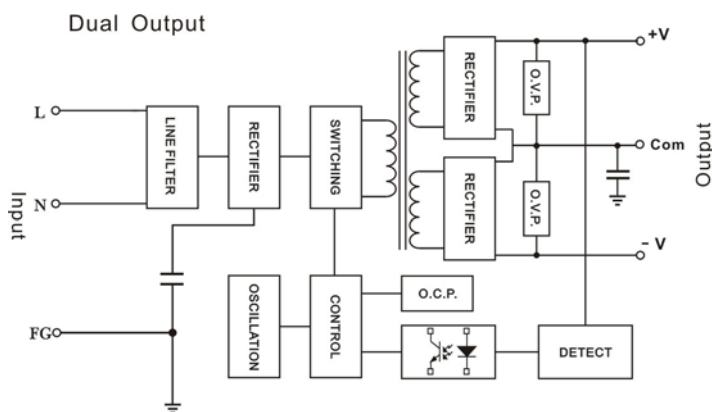 Dual Output
L
N
FG
Input
LINE FILTER
RECTIFIER
SWITCHING
RECTIFIER
RECTIFIER
O.V.P.
O.V.P.
+V
Com
- V
Output
OSCILLATION
CONTROL
O.C.P.
DETECT